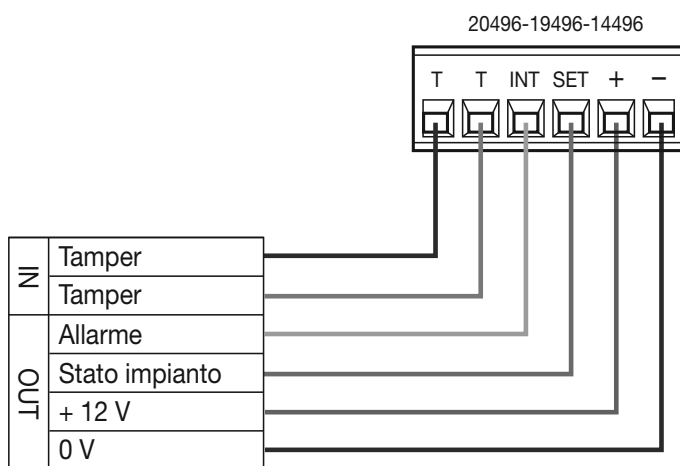 20496-19496-14496
T T INT SET + −
IN
Tamper
Tamper
OUT
Allarme
Stato impianto
+ 12 V
0 V